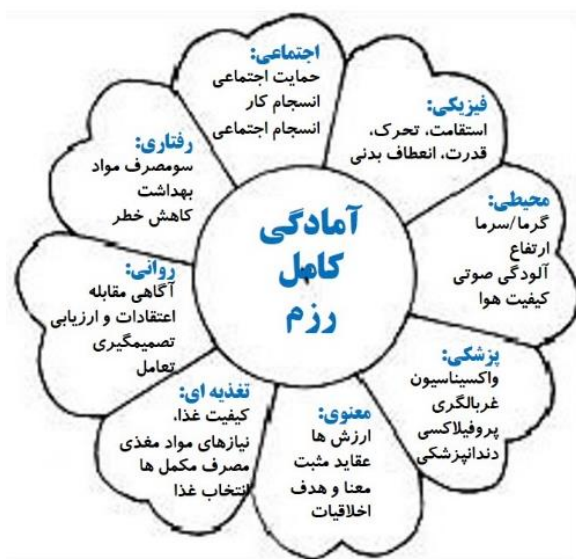 آمادگی
کامل
رزم
اجتماعی:
حمایت اجتماعی
انسجام کار
انسجام اجتماعی
فیزیکی:
استقامت، تحرک،
قدرت، انعطاف بدنی
محیطی:
گرما/سرما
ارتفاع
آلودگی صوتی
کیفیت هوا
پزشکی:
واکسیناسیون
غربالگری
پروفیلاکسی
دندانپزشکی
معنوی:
ارزش ها
عقاید مثبت
معنا و هدف
اخلاقیات
تغذیه ای:
کیفیت غذا،
نیازهای مواد مغذی
مصرف مکمل ها
انتخاب غذا
روانی:
آگاهی مقابله
اعتقادات و ارزیابی
تصمیمگیری
تعامل
رفتاری:
سومصرف مواد
بهداشت
کاهش خطر